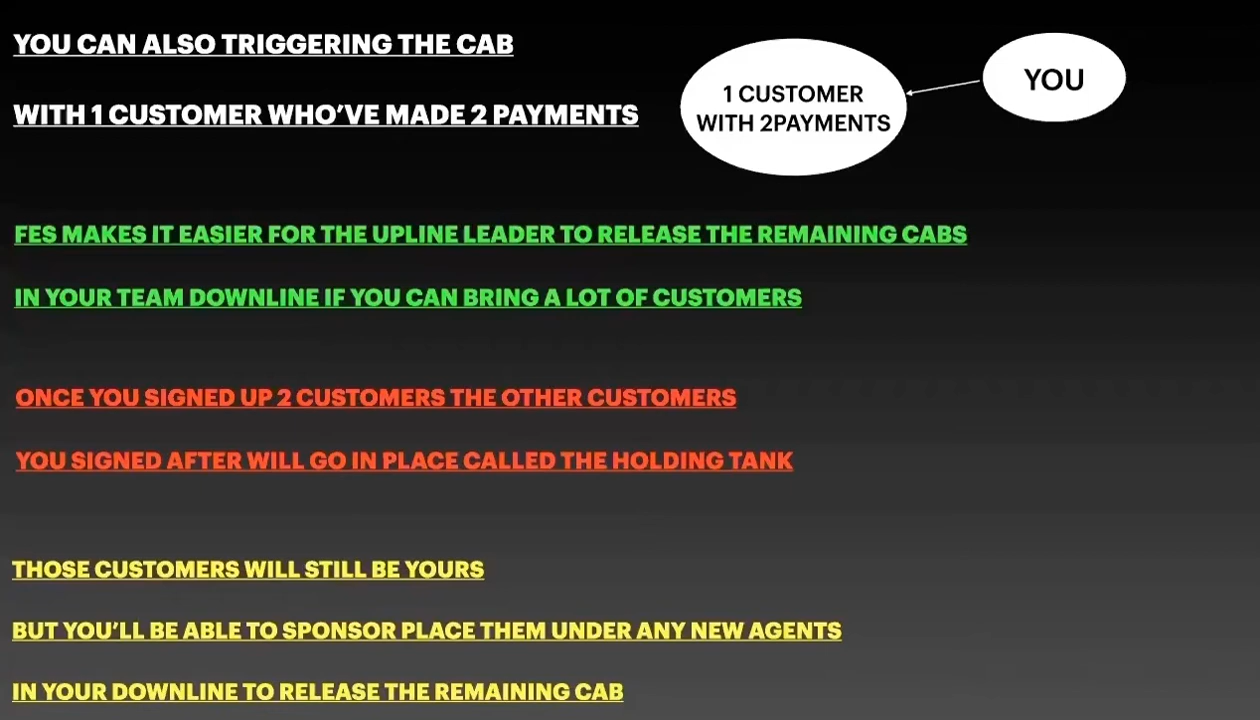 YOU CAN ALSO TRIGGERING THE CAB
WITH 1 CUSTOMER WHO'VE MADE 2 PAYMENTS
1 CUSTOMER
WITH 2PAYMENTS
YOU
FES MAKES IT EASIER FOR THE UPLINE LEADER TO RELEASE THE REMAINING CABS
IN YOUR TEAM DOWNLINE IF YOU CAN BRING A LOT OF CUSTOMERS
ONCE YOU SIGNED UP 2 CUSTOMERS THE OTHER CUSTOMERS
YOU SIGNED AFTER WILL GO IN PLACE CALLED THE HOLDING TANK
THOSE CUSTOMERS WILL STILL BE YOURS
BUT YOU'LL BE ABLE TO SPONSOR PLACE THEM UNDER ANY NEW AGENTS
IN YOUR DOWNLINE TO RELEASE THE REMAINING CAB